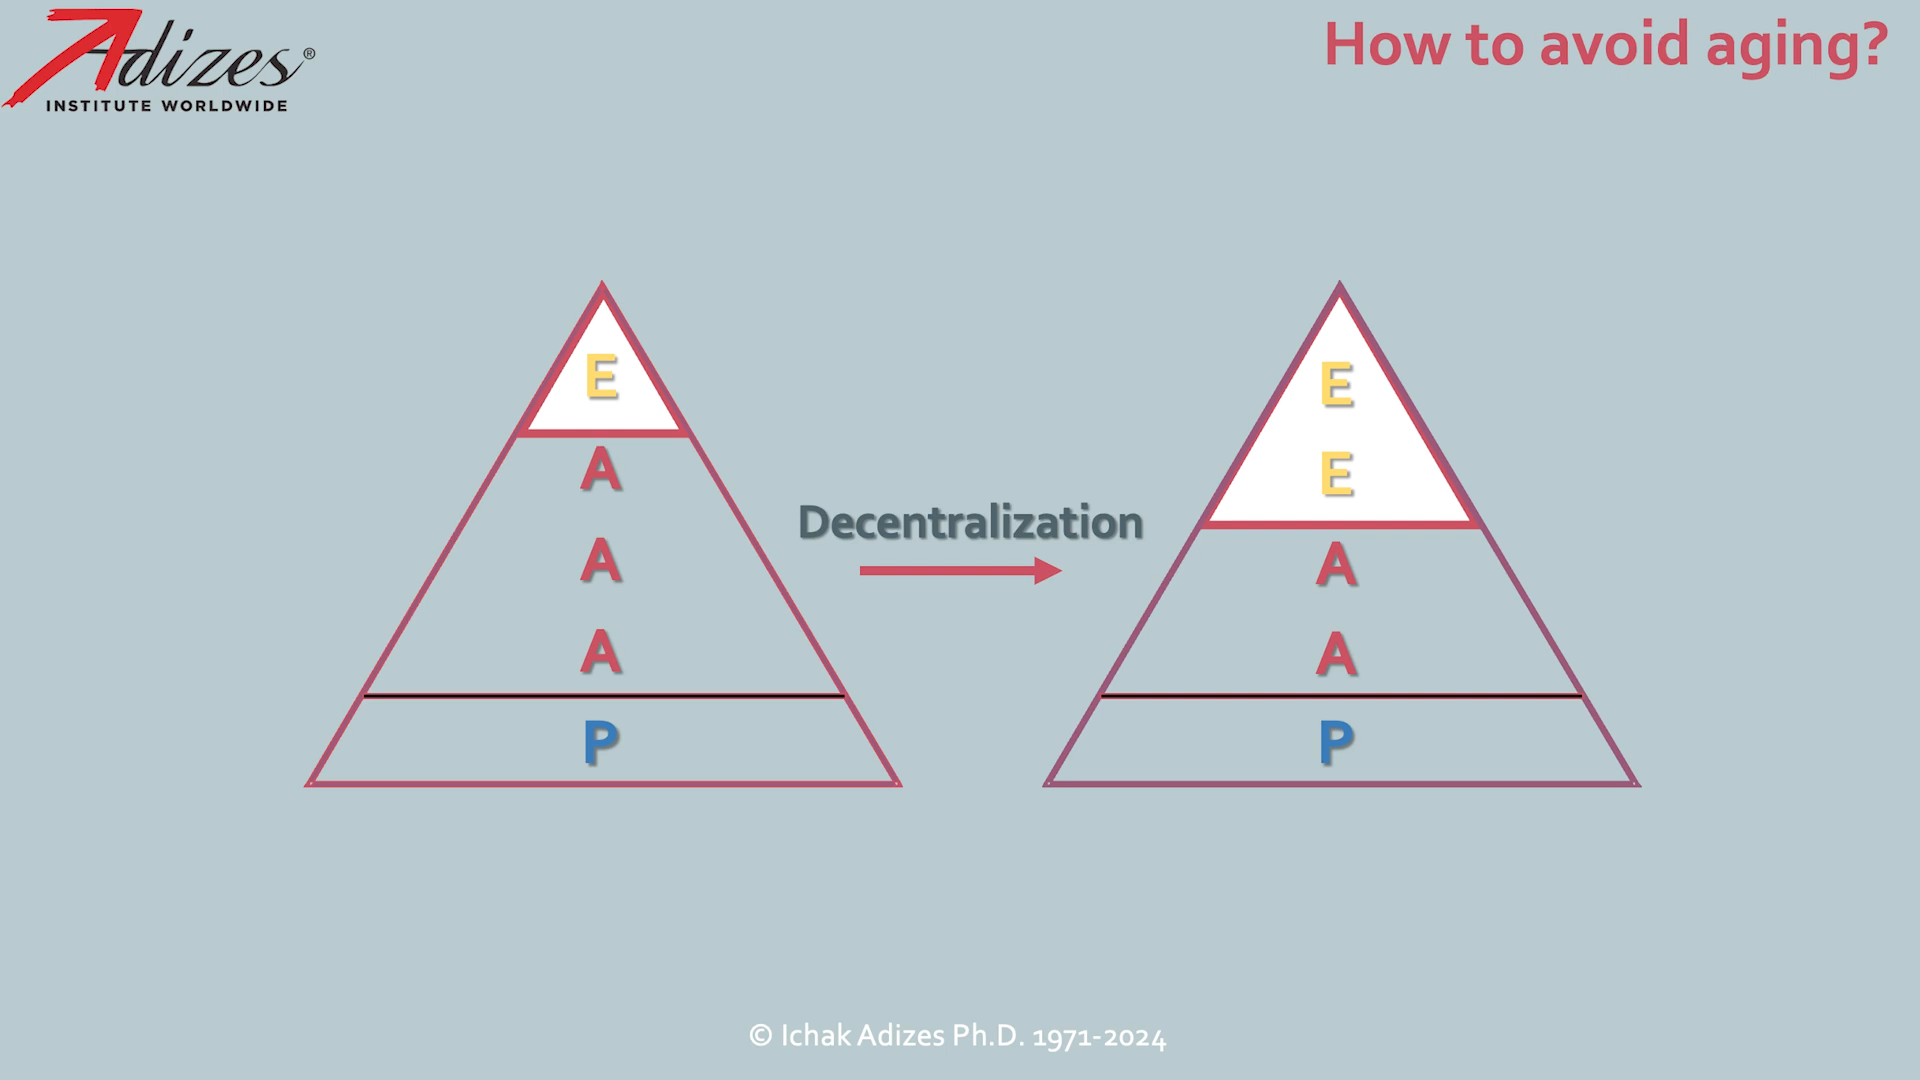 Adizes®
INSTITUTE WORLDWIDE
How to avoid aging?
E
A
A
A
P
Decentralization
E
E
A
A
P
© Ichak Adizes Ph.D. 1971-2024